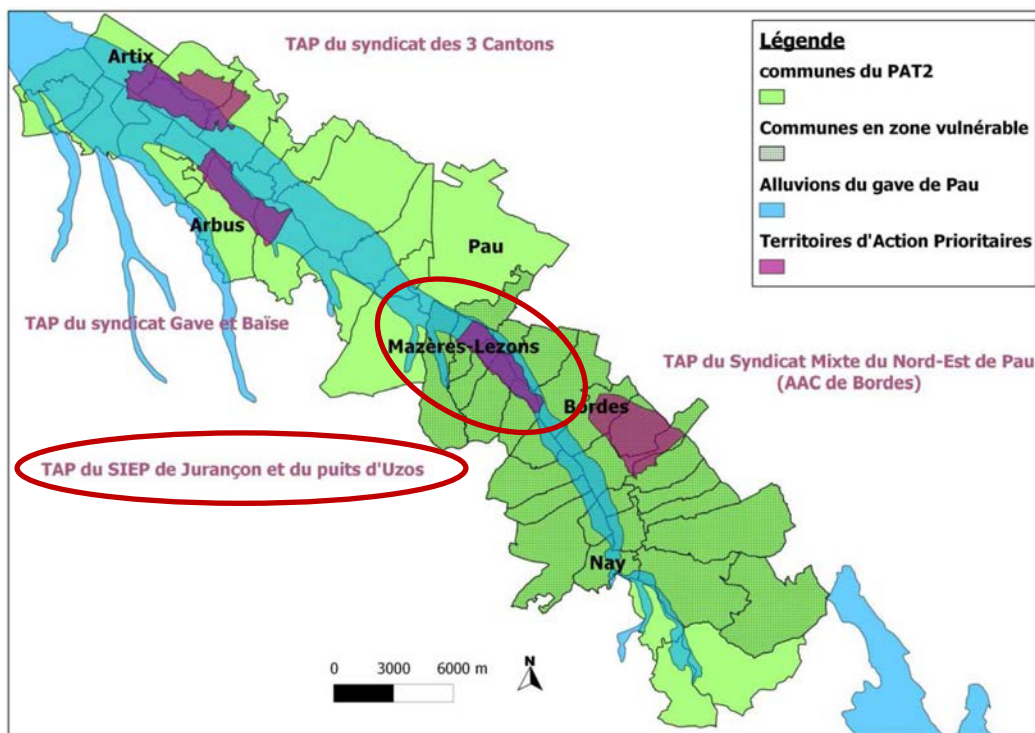 TAP du syndicat des 3 Cantons
Artix
Légende
communes du PAT2
Communes en zone vulnérable
Alluvions du gave de Pau
Territoires d'Action Prioritaires
Arbus
Pau
TAP du syndicat Gave et Baïse
Mazères-Lezons
TAP du Syndicat Mixte du Nord-Est de Pau
(AAC de Bordes)
Bordes
TAP du SIEP de Jurançon et du puits d'Uzos
Nay
0 3000 6000 m
N